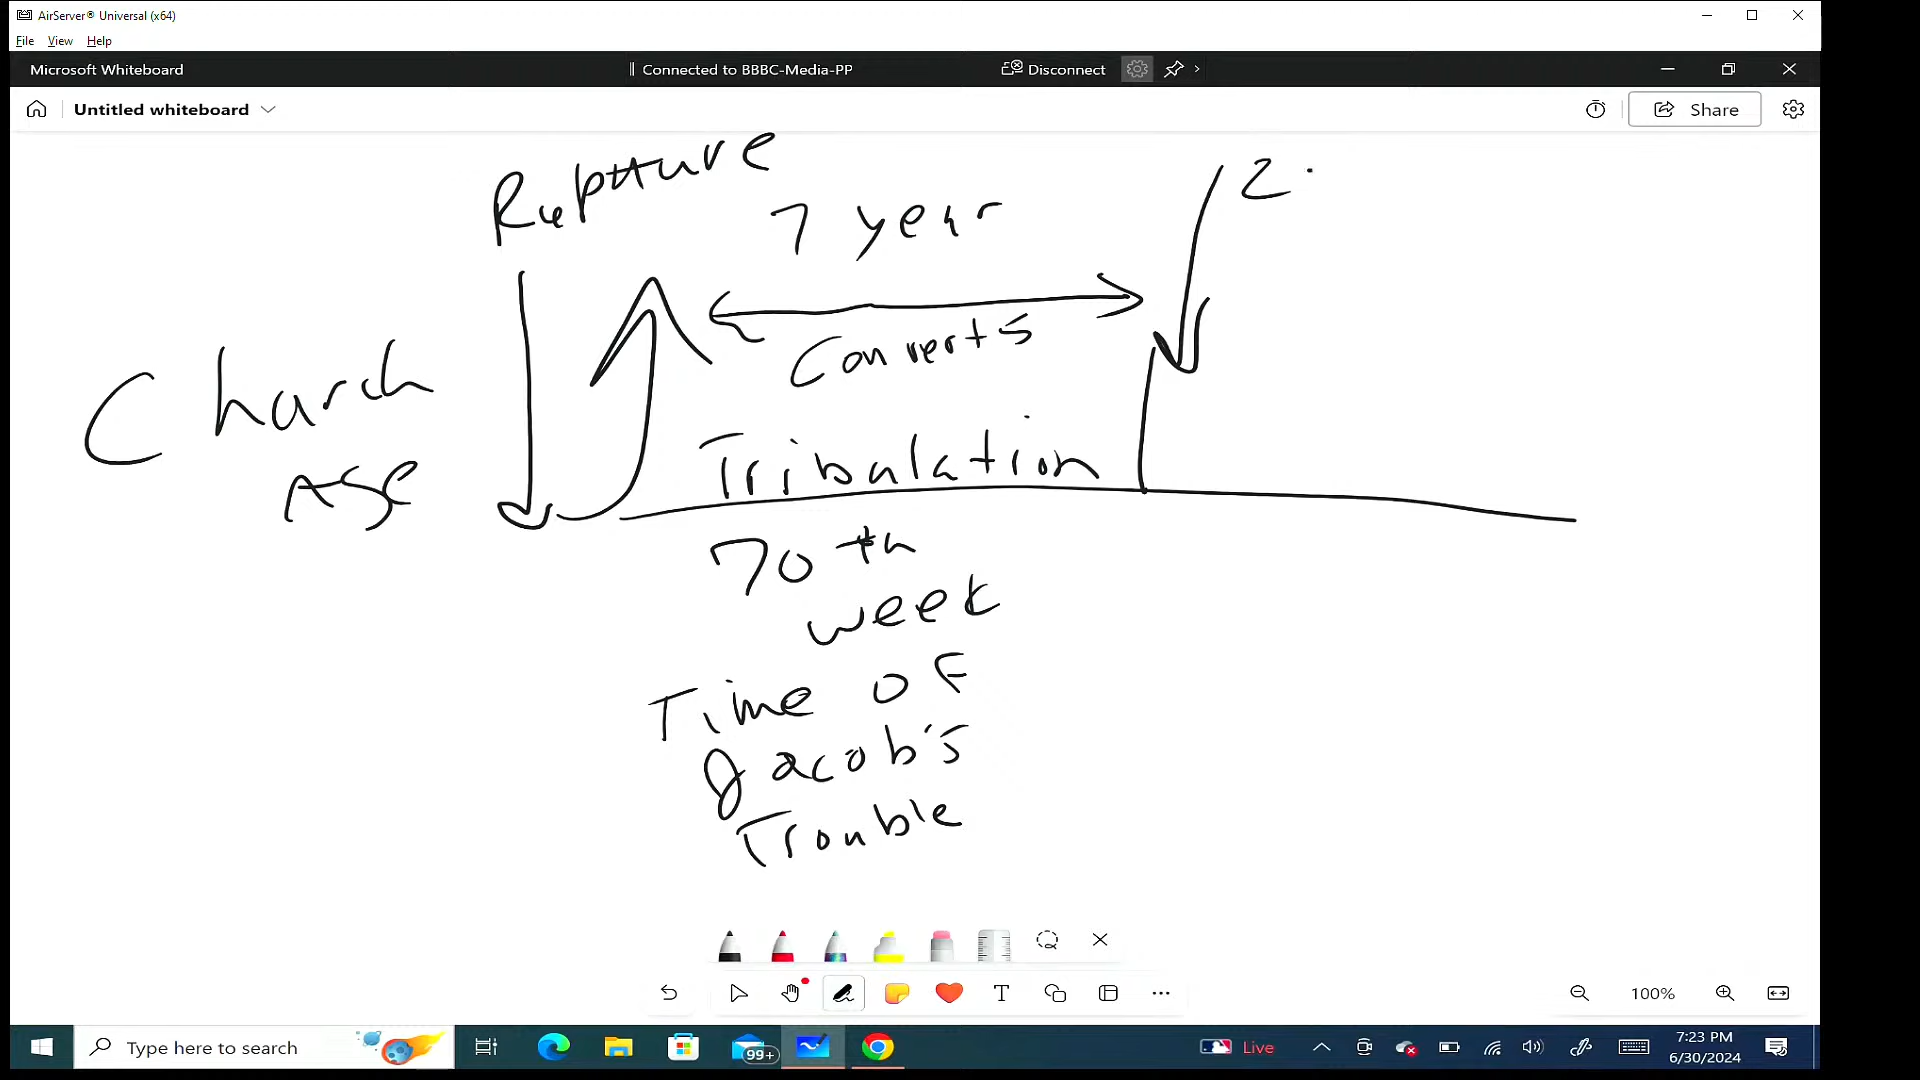 AirServer® Universal (x64)
File View Help
Microsoft Whiteboard
Connected to BBBC-Media-PP
Disconnect
Untitled whiteboard
Share
Rupture
7 year
2.
Converts
Church
Age
Tribulation
70th
week
Time of
Jacob's
Trouble
100%
Type here to search
99+
Live
7:23 PM
6/30/2024